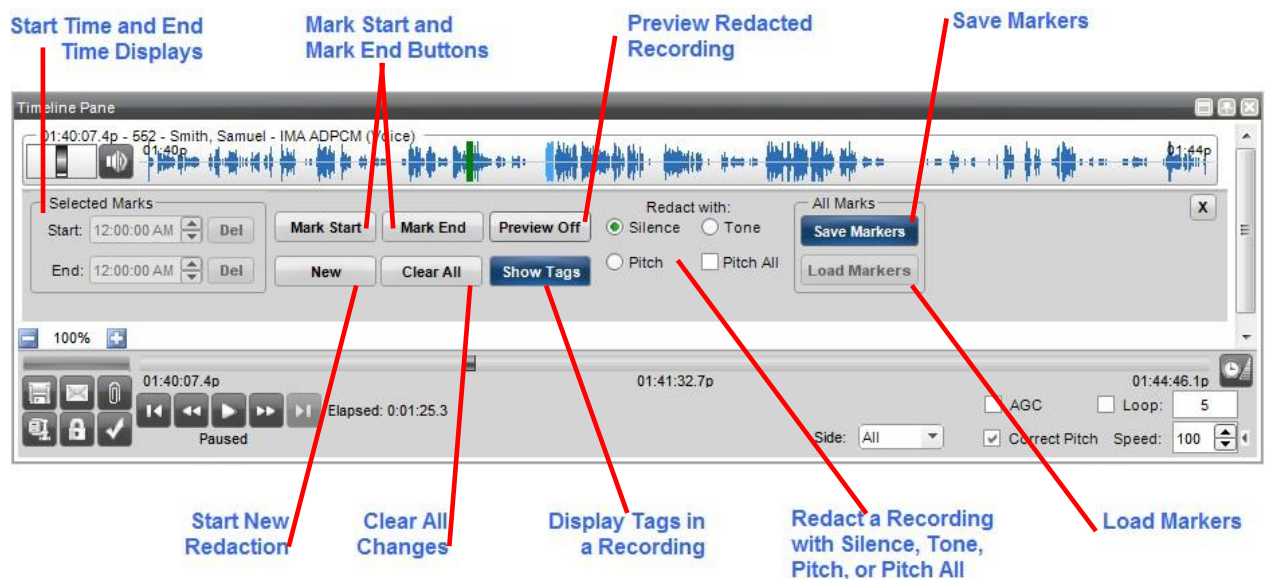 Start Time and End
Time Displays
Mark Start and
Mark End Buttons
Preview Redacted
Recording
Save Markers
Timeline Pane
01:40:07.4p - 552 - Smith, Samuel - IMA ADPCM (Voice)
01:40p
01:44p
Selected Marks
Start: 12:00:00 AM Del
End: 12:00:00 AM Del
Mark Start Mark End Preview Off
New Clear All Show Tags
Redact with:
Silence Tone
Pitch Pitch All
All Marks
Save Markers
Load Markers
X
100%
01:40:07.4p 01:41:32.7p 01:44:46.1p
Elapsed: 0:01:25.3
Paused
AGC Loop: 5
Side: All Correct Pitch Speed: 100
Start New
Redaction
Clear All
Changes
Display Tags in
a Recording
Redact a Recording
with Silence, Tone,
Pitch, or Pitch All
Load Markers